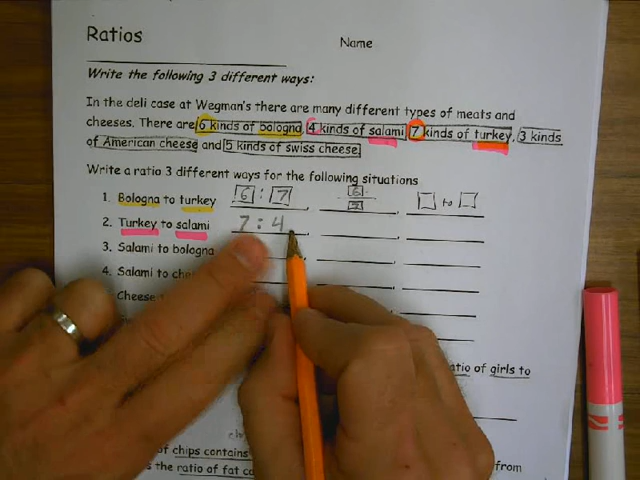 Ratios
Name
Write the following 3 different ways:
In the deli case at Wegman's there are many different types of meats and
cheeses. There are 6 kinds of bologna, 4 kinds of salami 7 kinds of turkey, 3 kinds
of American cheese and 5 kinds of swiss cheese.
Write a ratio 3 different ways for the following situations
1. Bologna to turkey 6 : 7 , 6/7 , to
2. Turkey to salami 7 : 4
3. Salami to bologna
4. Salami to
Cheese
ratio of girls to
of chips contains
the ratio of fat from